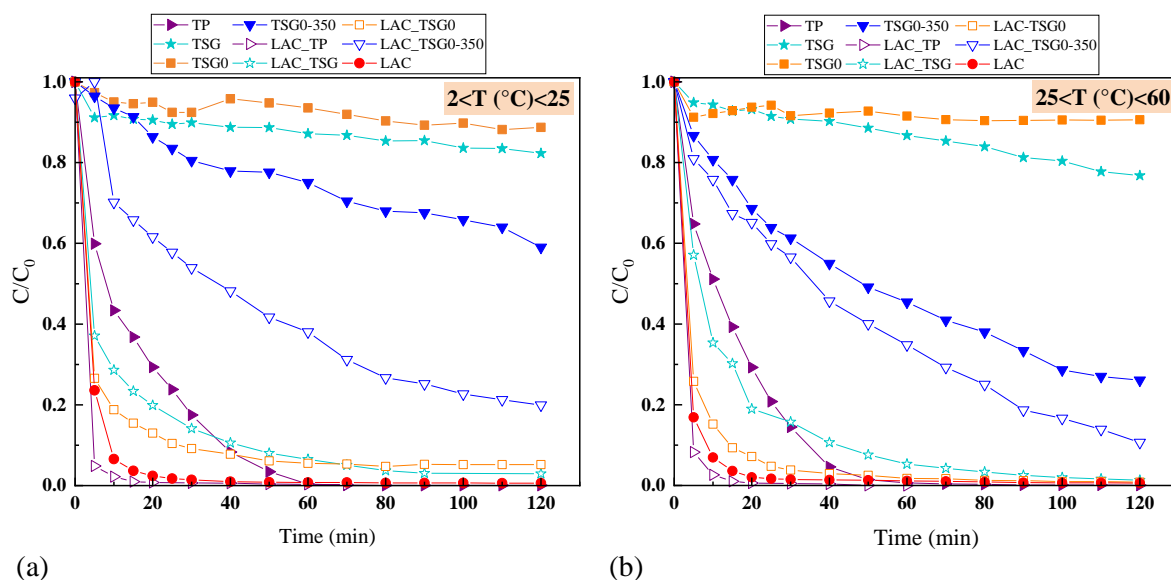 TP TSG0-350 LAC_TSG0
TSG LAC_TP LAC_TSG0-350
TSG0 LAC_TSG LAC
2<T (°C)<25
1.0
0.8
0.6
0.4
0.2
0.0
C/C0
0 20 40 60 80 100 120
Time (min)
(a)
TP TSG0-350 LAC-TSG0
TSG LAC_TP LAC_TSG0-350
TSG0 LAC_TSG LAC
25<T (°C)<60
1.0
0.8
0.6
0.4
0.2
0.0
C/C0
0 20 40 60 80 100 120
Time (min)
(b)